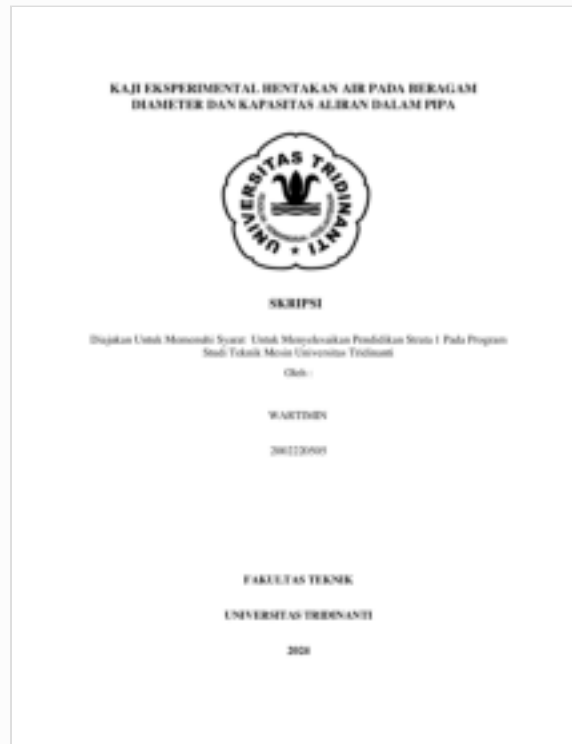 KAJI EKSPERIMENTAL HENTAKAN AIR PADA BERAGAM
DIAMETER DAN KAPASITAS ALIRAN DALAM PIPA
UNIVERSITAS TRIDINANTI
SKRIPSI
Diajukan Untuk Memenuhi Syarat Untuk Menyelesaikan Pendidikan Strata 1 Pada Program
Studi Teknik Mesin Universitas Tridinanti
Oleh :
WARTIMIN
FAKULTAS TEKNIK
UNIVERSITAS TRIDINANTI